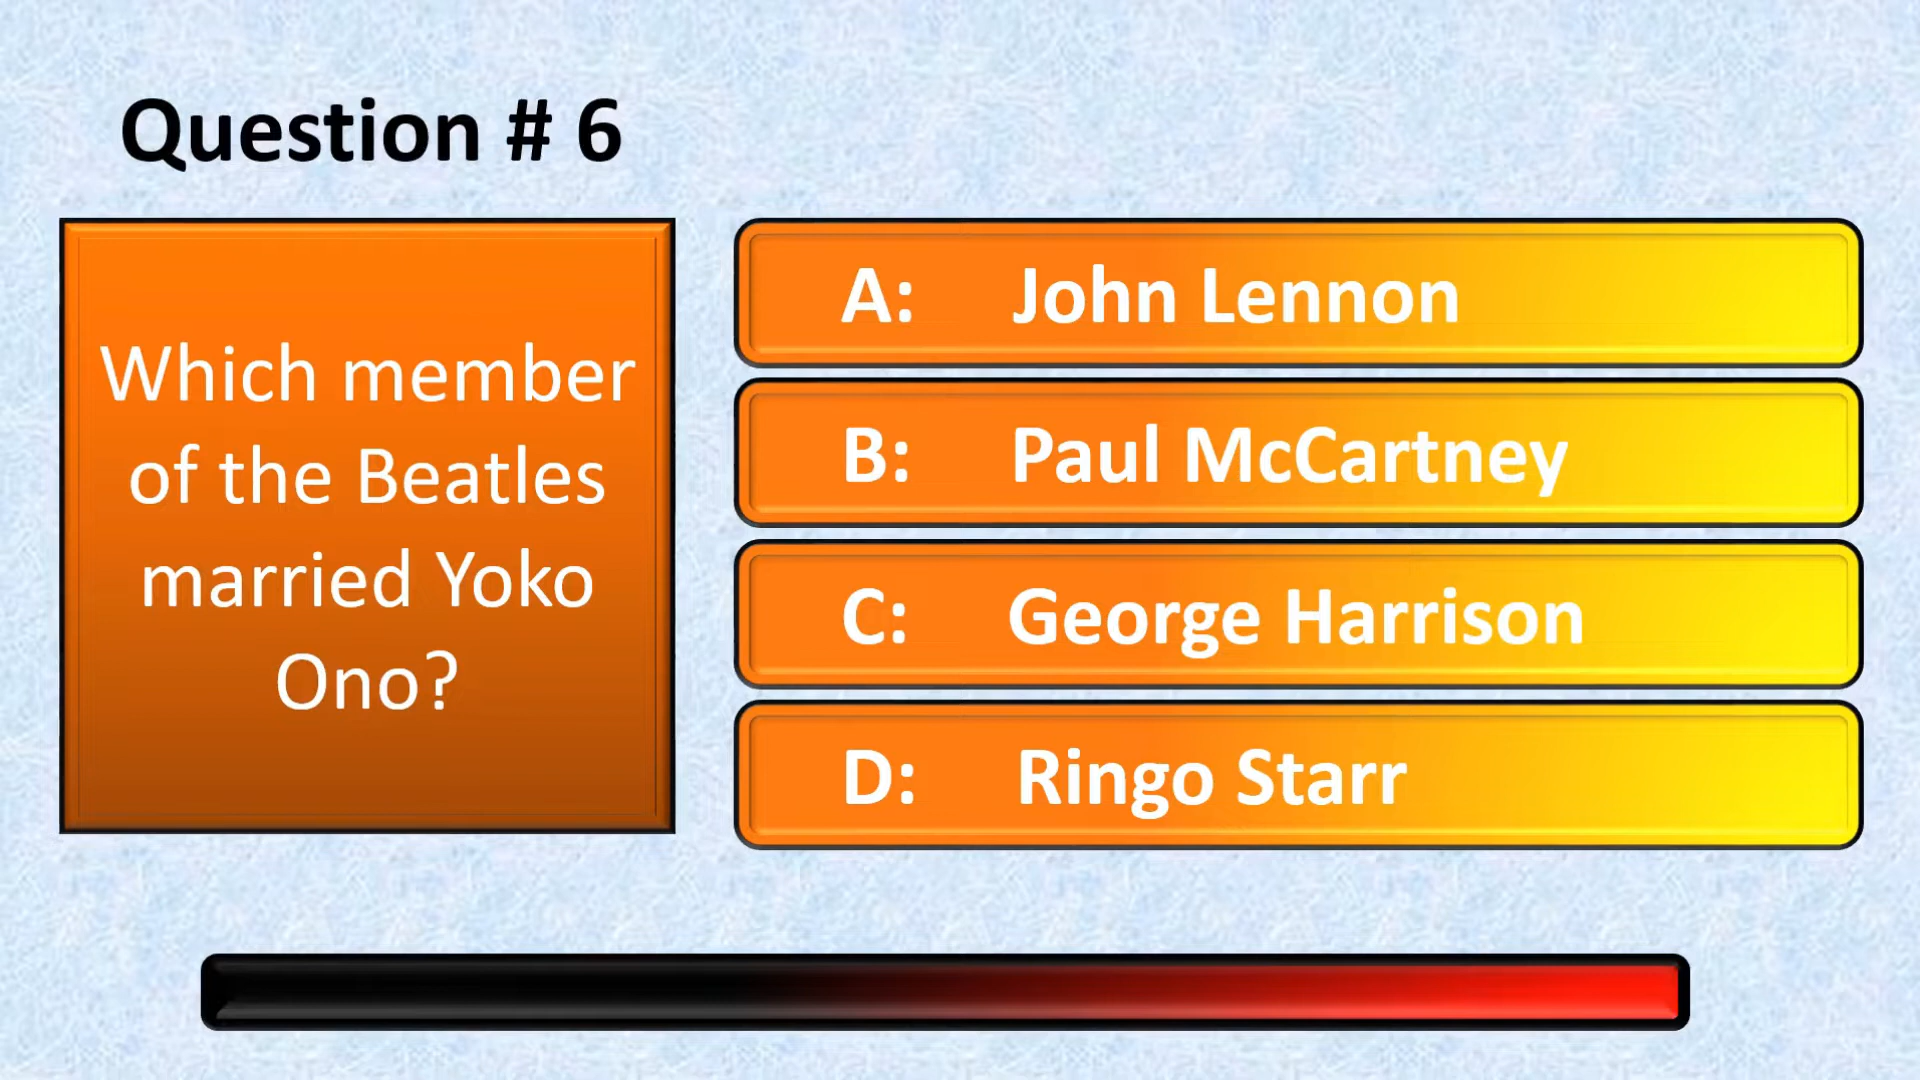 Question # 6
Which member
of the Beatles
married Yoko
Ono?
A: John Lennon
B: Paul McCartney
C: George Harrison
D: Ringo Starr